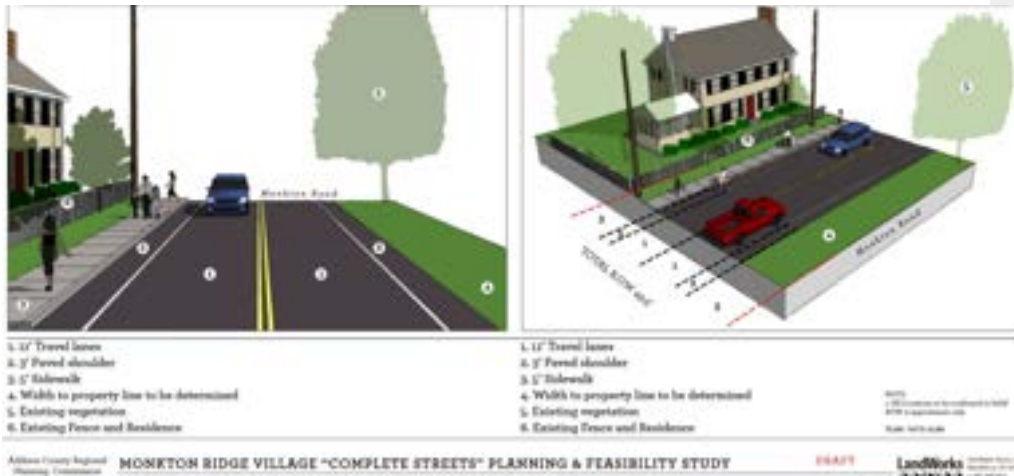 Monkton Road
Monkton Road
TOTAL ROW
1. 11' Travel lanes
2. 3' Paved shoulder
3. 5' Sidewalk
4. Width to property line to be determined
5. Existing vegetation
6. Existing Fence and Residence
1. 11' Travel lanes
2. 3' Paved shoulder
3. 5' Sidewalk
4. Width to property line to be determined
5. Existing vegetation
6. Existing Fence and Residence
Addison County Regional
Planning Commission
MONKTON RIDGE VILLAGE "COMPLETE STREETS" PLANNING & FEASIBILITY STUDY
DRAFT
LandWorks